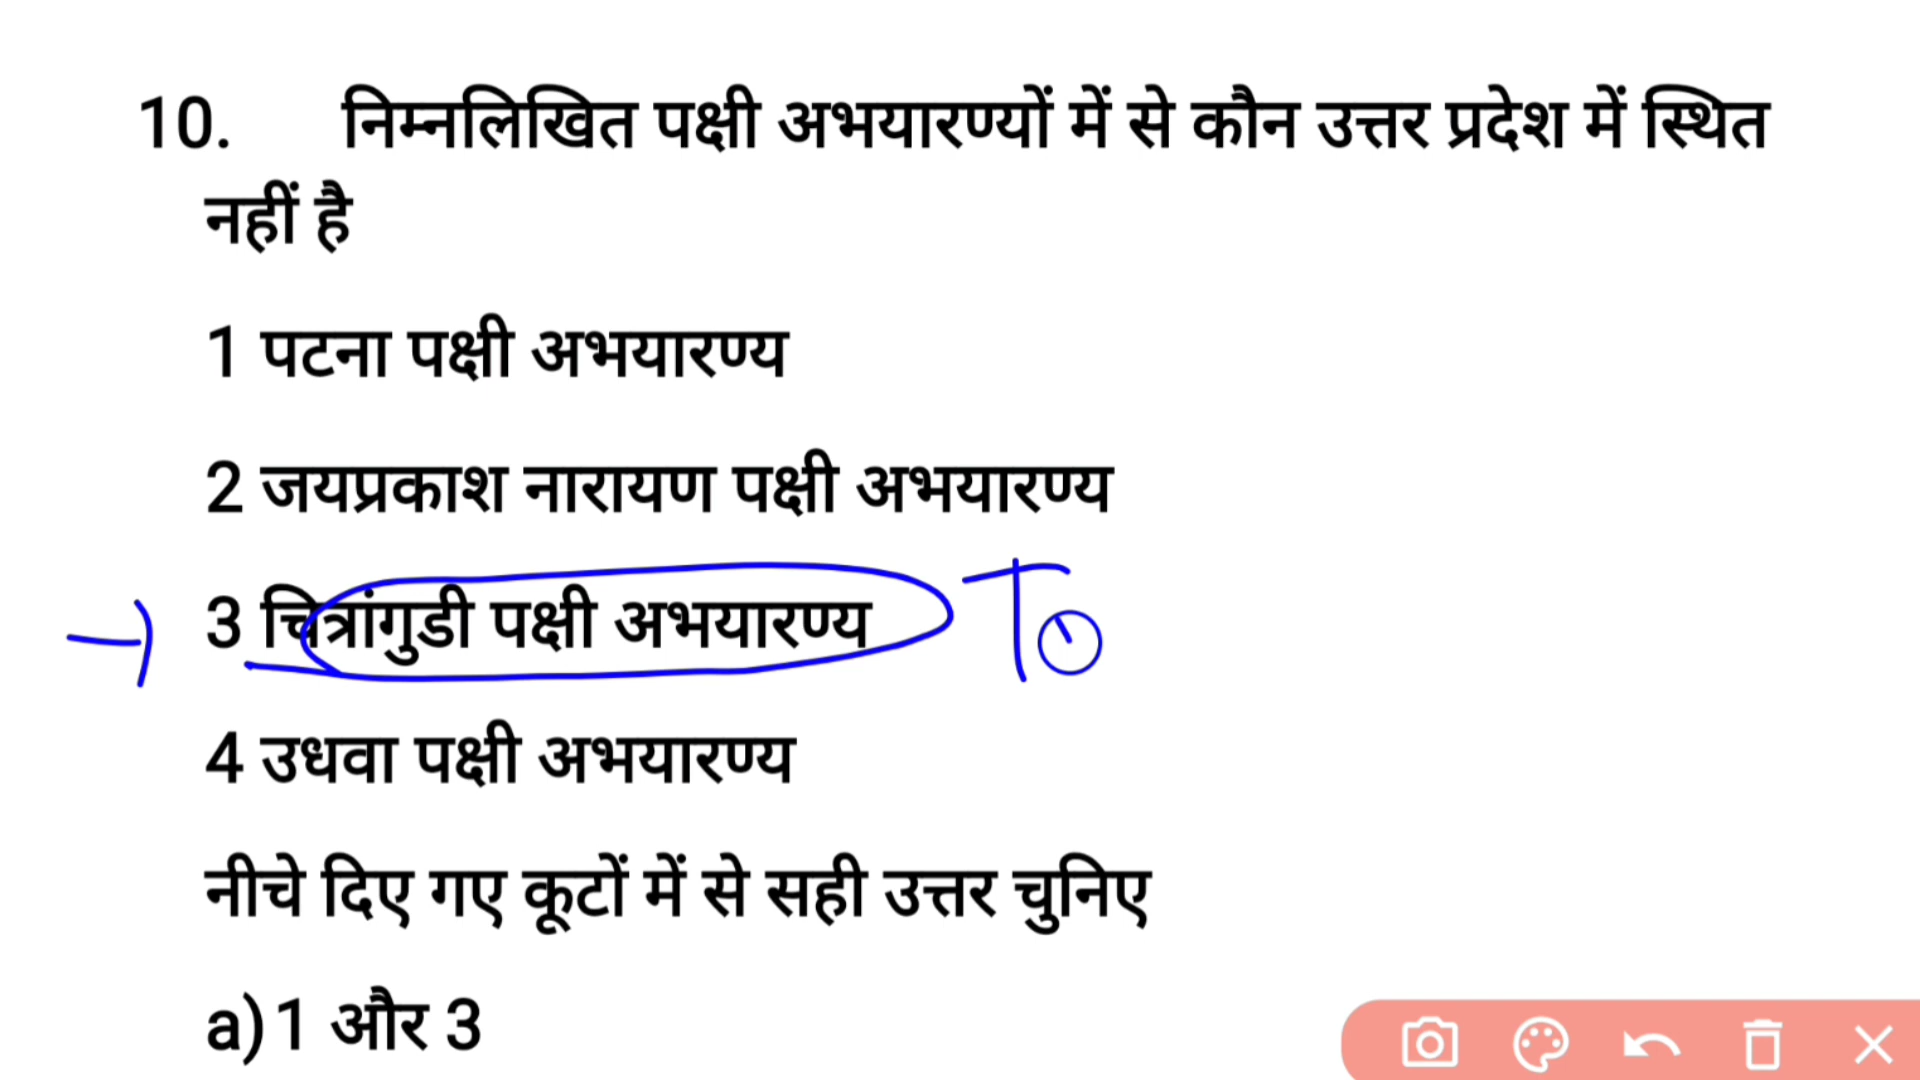 10. निम्नलिखित पक्षी अभयारण्यों में से कौन उत्तर प्रदेश में स्थित
नहीं है
1 पटना पक्षी अभयारण्य
2 जयप्रकाश नारायण पक्षी अभयारण्य
3 चित्रांगुडी पक्षी अभयारण्य
4 उधवा पक्षी अभयारण्य
नीचे दिए गए कूटों में से सही उत्तर चुनिए
a) 1 और 3